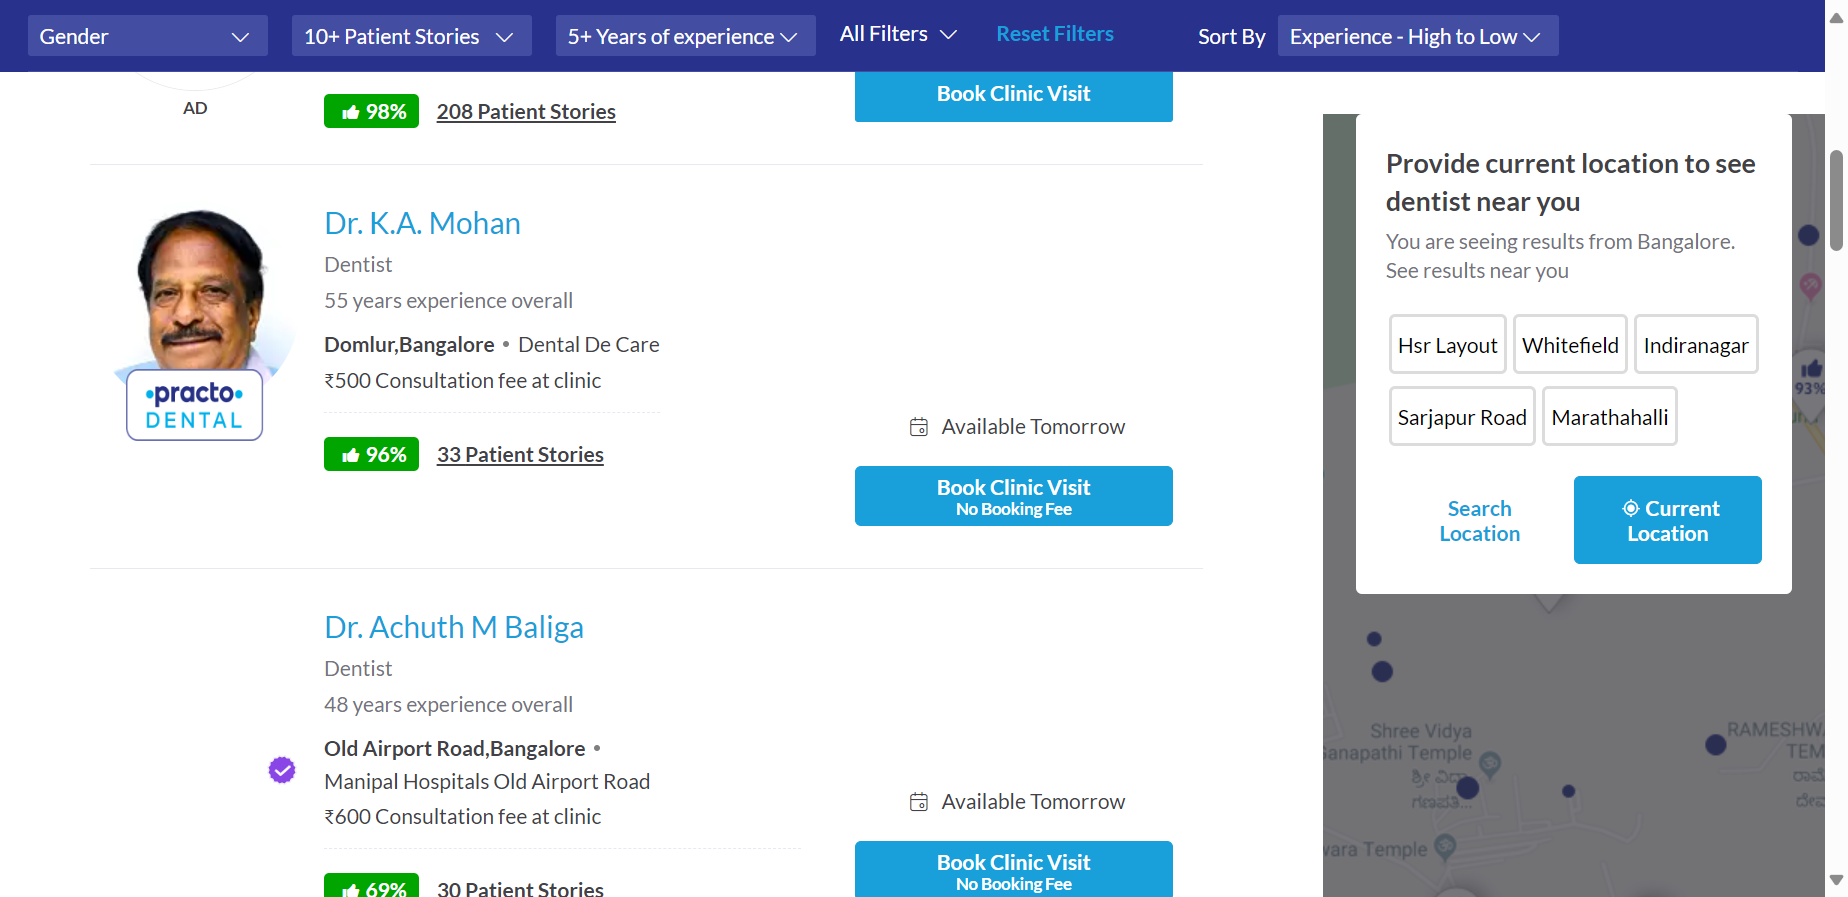 Gender
10+ Patient Stories
5+ Years of experience
All Filters
Reset Filters
Sort By
Experience - High to Low
AD
98%
208 Patient Stories
Book Clinic Visit
Dr. K.A. Mohan
Dentist
55 years experience overall
Domlur,Bangalore • Dental De Care
₹500 Consultation fee at clinic
•practo•
DENTAL
96%
33 Patient Stories
Available Tomorrow
Book Clinic Visit
No Booking Fee
Dr. Achuth M Baliga
Dentist
48 years experience overall
Old Airport Road,Bangalore •
Manipal Hospitals Old Airport Road
₹600 Consultation fee at clinic
69%
30 Patient Stories
Available Tomorrow
Book Clinic Visit
No Booking Fee
Provide current location to see
dentist near you
You are seeing results from Bangalore.
See results near you
Hsr Layout
Whitefield
Indiranagar
Sarjapur Road
Marathahalli
Search
Location
Current
Location
93%
Shree Vidya
Ganapathi Temple
ಶ್ರೀ ವಿದ್ಯಾ
ಗಣಪತಿ...
RAMESHWA
TEM
wara Temple